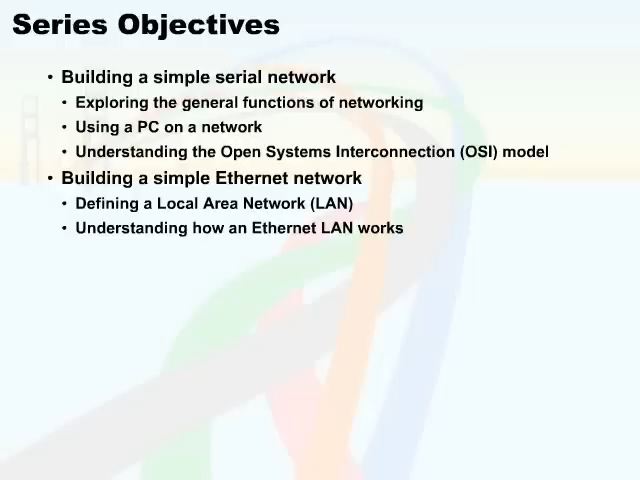 Series Objectives
• Building a simple serial network
• Exploring the general functions of networking
• Using a PC on a network
• Understanding the Open Systems Interconnection (OSI) model
• Building a simple Ethernet network
• Defining a Local Area Network (LAN)
• Understanding how an Ethernet LAN works